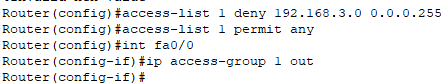 Router(config)#access-list 1 deny 192.168.3.0 0.0.0.255
Router(config)#access-list 1 permit any
Router(config)#int fa0/0
Router(config-if)#ip access-group 1 out
Router(config-if)#